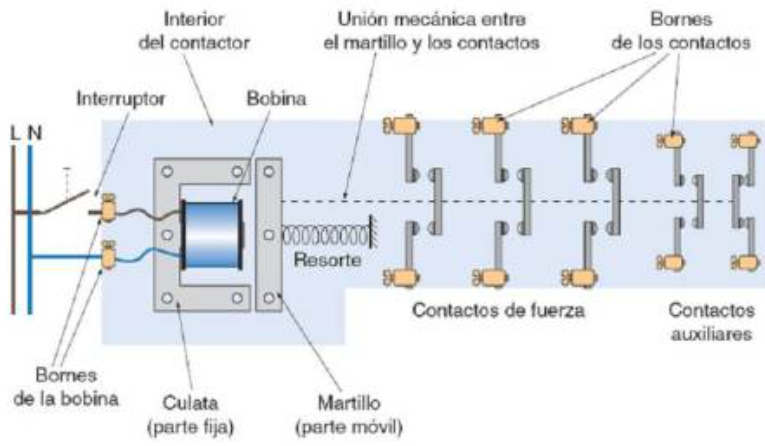 Interior
del contactor
Unión mecánica entre
el martillo y los contactos
Bornes
de los contactos
Interruptor
Bobina
L N
Resorte
Contactos de fuerza
Contactos
auxiliares
Bornes
de la bobina
Culata
(parte fija)
Martillo
(parte móvil)